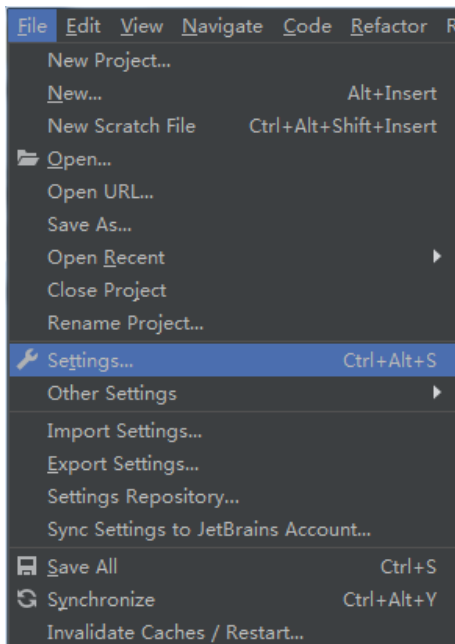 File Edit View Navigate Code Refactor R
New Project...
New... Alt+Insert
New Scratch File Ctrl+Alt+Shift+Insert
Open...
Open URL...
Save As...
Open Recent
Close Project
Rename Project...
Settings... Ctrl+Alt+S
Other Settings
Import Settings...
Export Settings...
Settings Repository...
Sync Settings to JetBrains Account...
Save All Ctrl+S
Synchronize Ctrl+Alt+Y
Invalidate Caches / Restart...